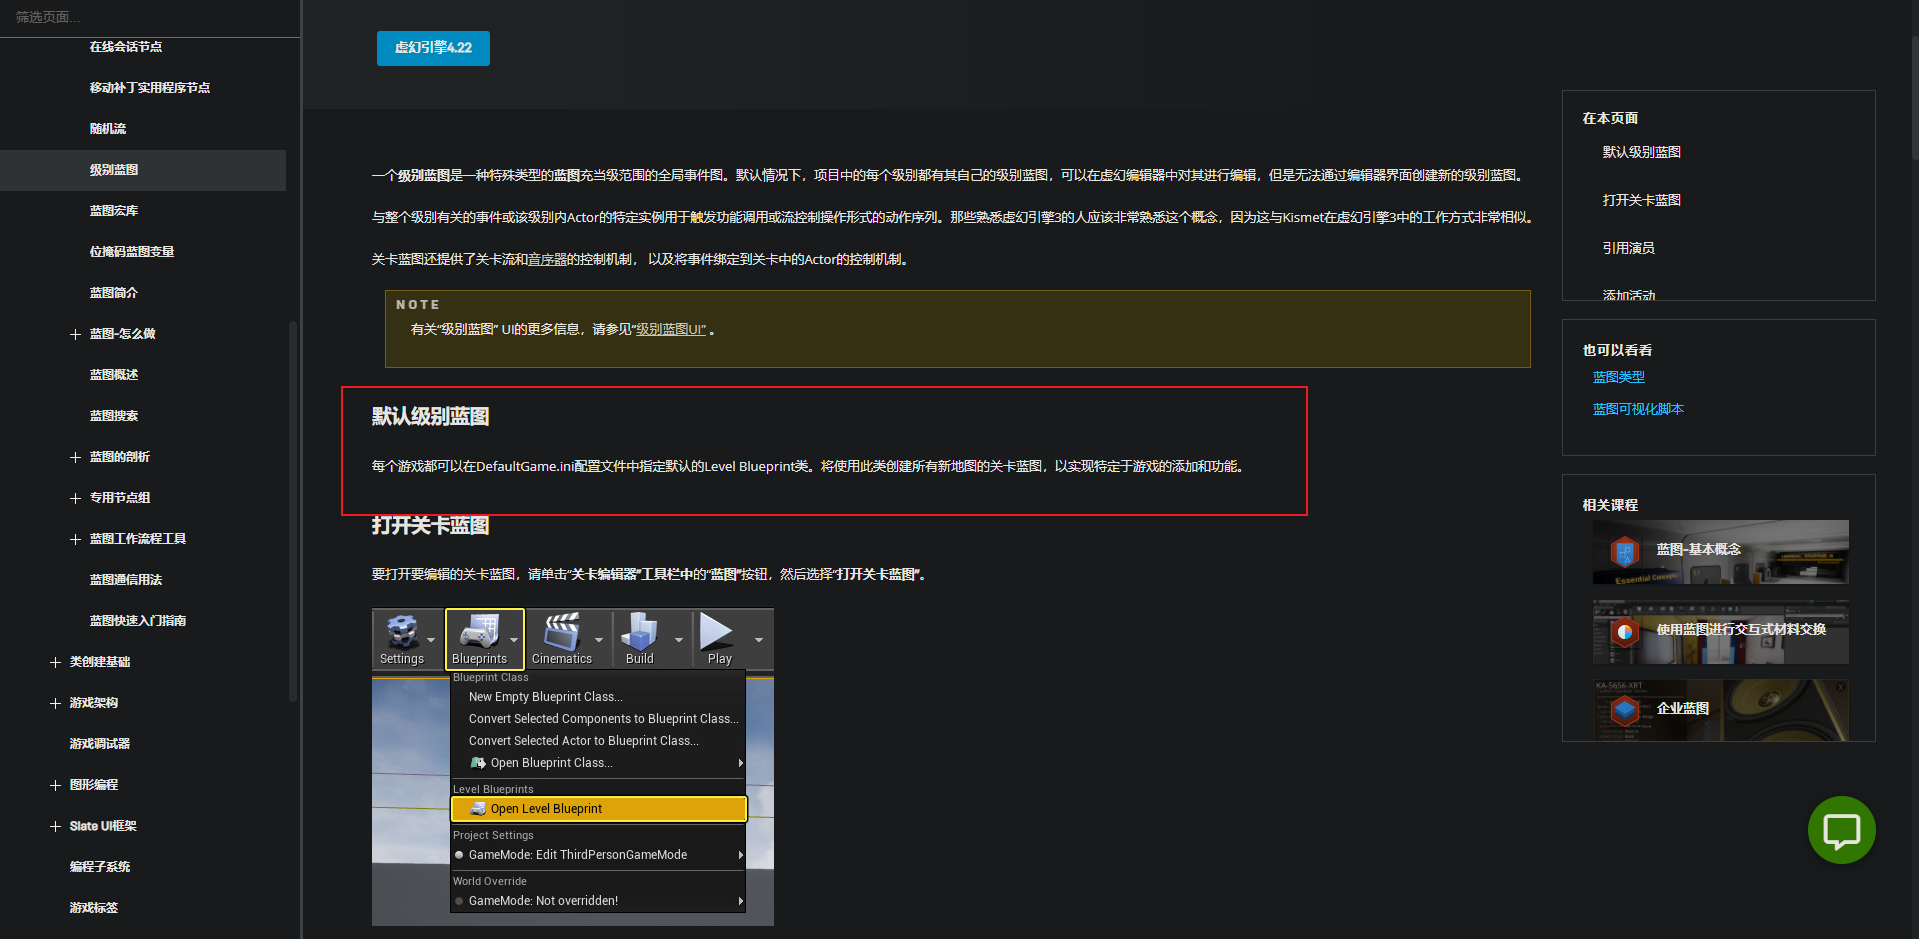 筛选页面...
在线会话节点
移动补丁实用程序节点
随机流
级别蓝图
蓝图宏库
位掩码蓝图变量
蓝图简介
蓝图-怎么做
蓝图概述
蓝图搜索
蓝图的剖析
专用节点组
蓝图工作流程工具
蓝图通信用法
蓝图快速入门指南
类创建基础
游戏架构
游戏调试器
图形编程
Slate UI框架
编程子系统
游戏标签
虚幻引擎4.22
一个级别蓝图是一种特殊类型的蓝图充当级范围的全局事件图。默认情况下，项目中的每个级别都有其自己的级别蓝图，可以在虚幻编辑器中对其进行编辑，但是无法通过编辑器界面创建新的级别蓝图。
与整个级别有关的事件或该级别内Actor的特定实例用于触发功能调用或流控制操作形式的动作序列。那些熟悉虚幻引擎3的人应该非常熟悉这个概念，因为这与Kismet在虚幻引擎3中的工作方式非常相似。
关卡蓝图还提供了关卡流和音序器的控制机制， 以及将事件绑定到关卡中的Actor的控制机制。
NOTE
有关“级别蓝图” UI的更多信息，请参见“级别蓝图UI” 。
默认级别蓝图
每个游戏都可以在DefaultGame.ini配置文件中指定默认的Level Blueprint类。将使用此类创建所有新地图的关卡蓝图，以实现特定于游戏的添加和功能。
打开关卡蓝图
要打开要编辑的关卡蓝图，请单击“关卡编辑器”工具栏中的“蓝图”按钮，然后选择“打开关卡蓝图”。
Settings Blueprints Cinematics Build Play
Blueprint Class
New Empty Blueprint Class...
Convert Selected Components to Blueprint Class...
Convert Selected Actor to Blueprint Class...
Open Blueprint Class...
Level Blueprints
Open Level Blueprint
Project Settings
GameMode: Edit ThirdPersonGameMode
World Override
GameMode: Not overridden!
在本页面
默认级别蓝图
打开关卡蓝图
引用演员
添加活动
也可以看看
蓝图类型
蓝图可视化脚本
相关课程
蓝图-基本概念
Essential Concepts
使用蓝图进行交互式材料交换
KA-5656-XRT
企业蓝图